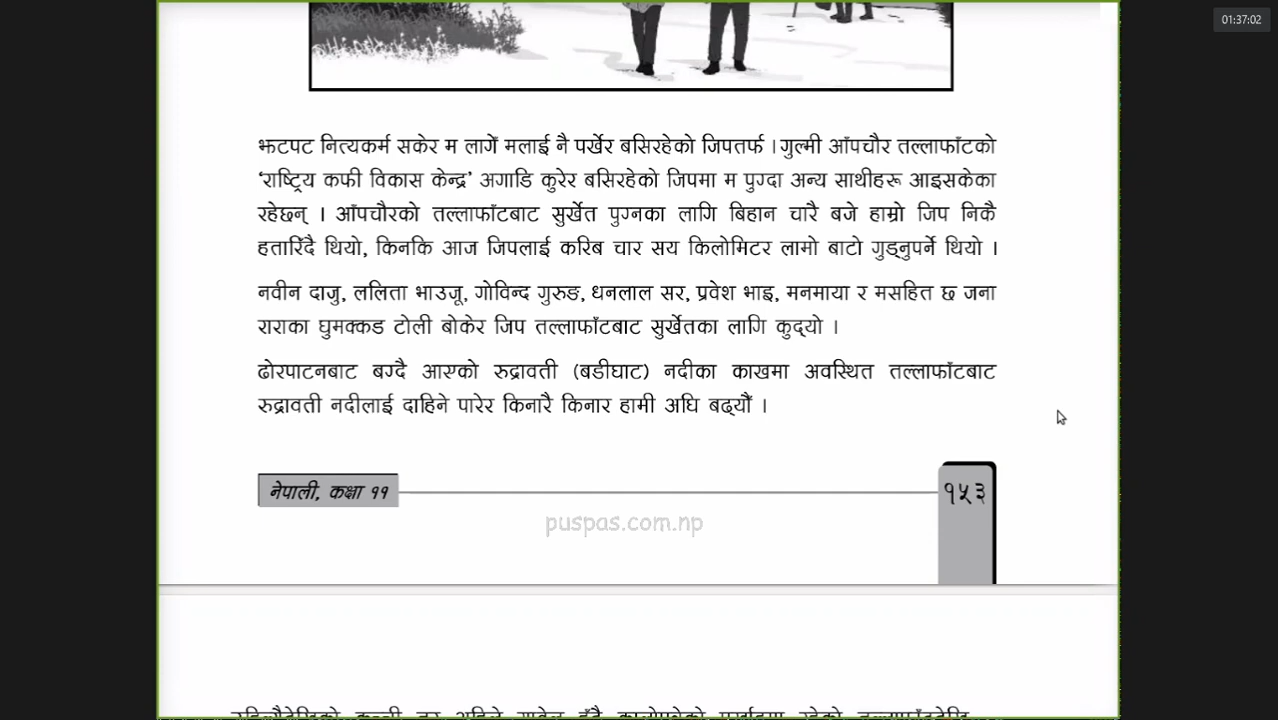 01:37:02
झटपट नित्यकर्म सकेर म लागेँ मलाई नै पर्खेर बसिरहेको जिपतर्फ । गुल्मी आँपचौर तल्लाफाँटको
‘राष्ट्रिय कफी विकास केन्द्र’ अगाडि कुरेर बसिरहेको जिपमा म पुग्दा अन्य साथीहरू आइसकेका
रहेछन् । आँपचौरको तल्लाफाँटबाट सुर्खेत पुग्नका लागि बिहान चारै बजे हाम्रो जिप निकै
हतारिँदै थियो, किनकि आज जिपलाई करिब चार सय किलोमिटर लामो बाटो गुड्नुपर्ने थियो ।
नवीन दाजु, ललिता भाउजू, गोविन्द गुरुङ, धनलाल सर, प्रवेश भाइ, मनमाया र मसहित छ जना
राराका घुमक्कड टोली बोकेर जिप तल्लाफाँटबाट सुर्खेतका लागि कुद्यो ।
ढोरपाटनबाट बग्दै आएको रुद्रावती (बडीघाट) नदीका काखमा अवस्थित तल्लाफाँटबाट
रुद्रावती नदीलाई दाहिने पारेर किनारै किनार हामी अघि बढ्यौँ ।
नेपाली, कक्षा ११
१५३
puspas.com.np